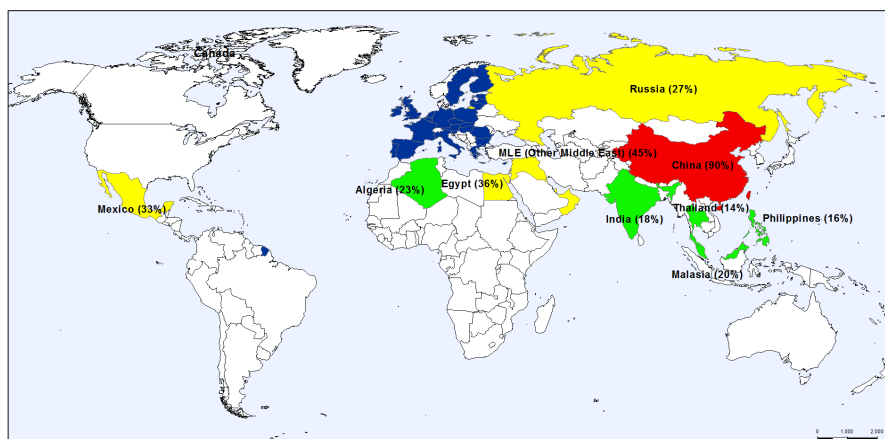 Canada
Russia (27%)
MLE (Other Middle East) (45%)
China (90%)
Algeria (23%)
Egypt (36%)
Mexico (33%)
Thailand (14%)
India (18%)
Philippines (16%)
Malasia (20%)
0 1.000 2.000